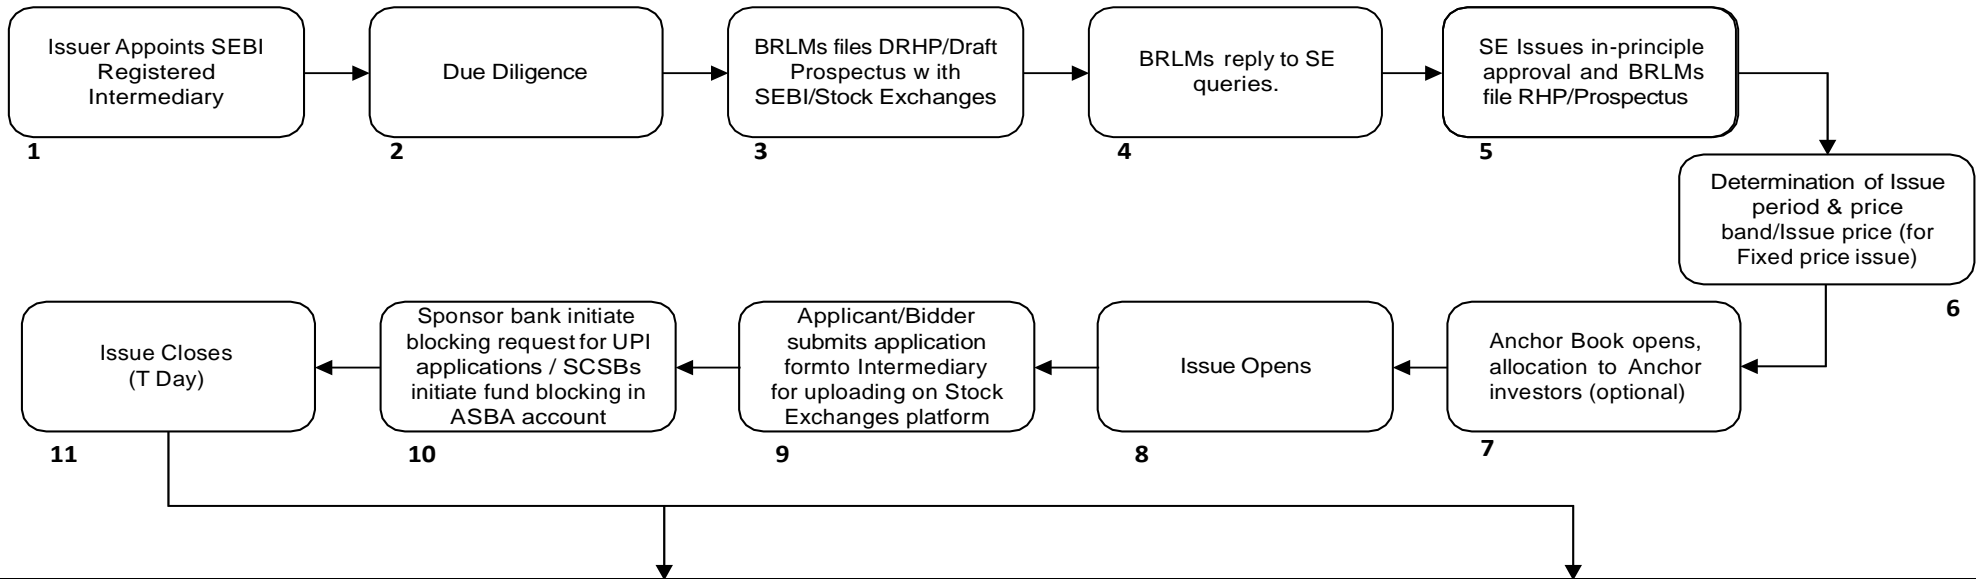 Issuer Appoints SEBI
Registered
Intermediary
1
Due Diligence
2
BRLMs files DRHP/Draft
Prospectus w ith
SEBI/Stock Exchanges
3
BRLMs reply to SE
queries.
4
SE Issues in-principle
approval and BRLMs
file RHP/Prospectus
5
Determination of Issue
period & price
band/Issue price (for
Fixed price issue)
6
Anchor Book opens,
allocation to Anchor
investors (optional)
7
Issue Opens
8
Applicant/Bidder
submits application
formto Intermediary
for uploading on Stock
Exchanges platform
9
Sponsor bank initiate
blocking request for UPI
applications / SCSBs
initiate fund blocking in
ASBA account
10
Issue Closes
(T Day)
11